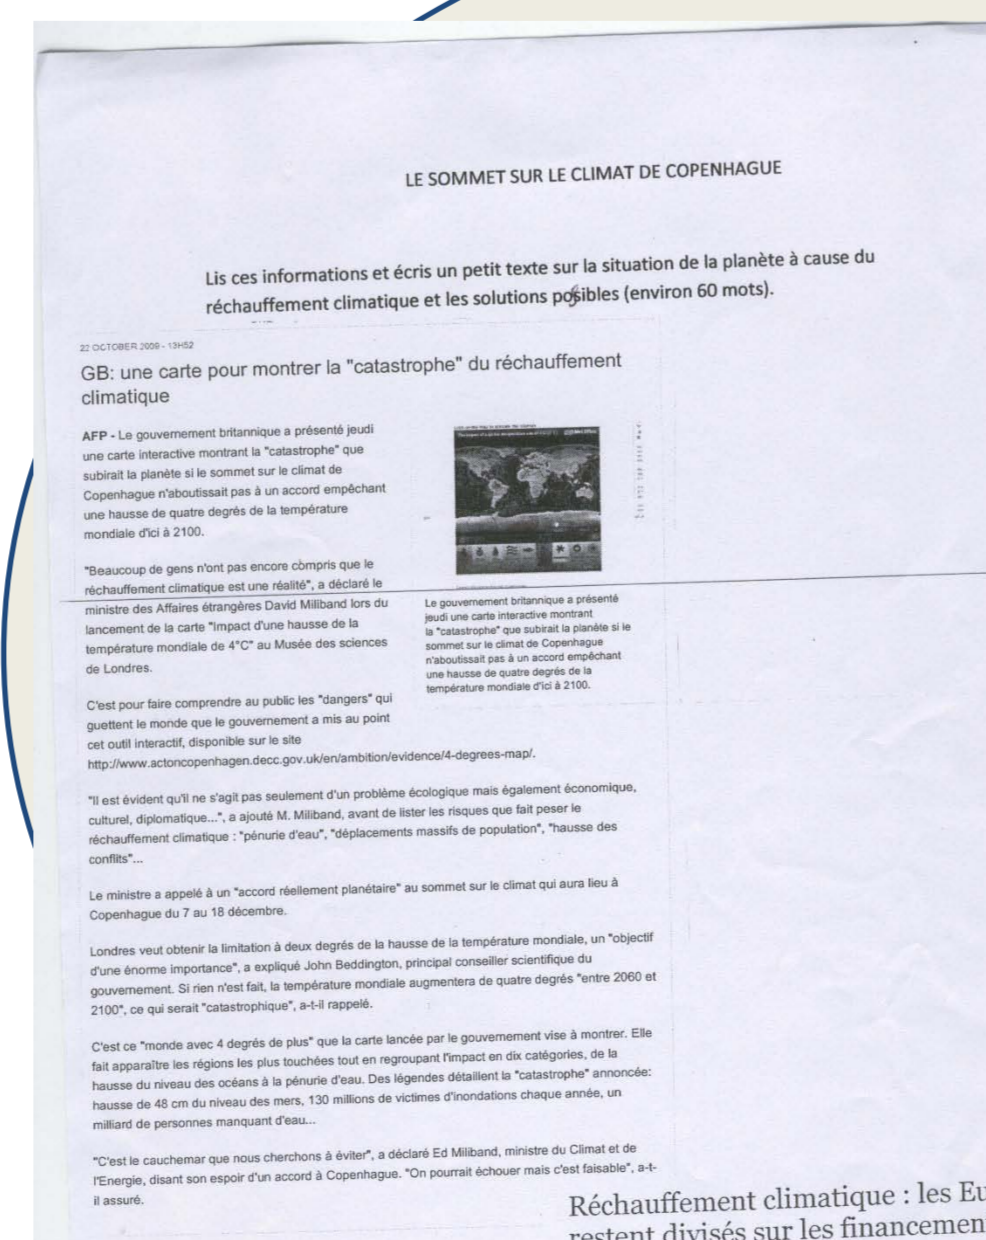 LE SOMMET SUR LE CLIMAT DE COPENHAGUE
Lis ces informations et écris un petit texte sur la situation de la planète à cause du
réchauffement climatique et les solutions posibles (environ 60 mots).
22 OCTOBER 2009 - 13H52
GB: une carte pour montrer la "catastrophe" du réchauffement
climatique
AFP - Le gouvernement britannique a présenté jeudi
une carte interactive montrant la "catastrophe" que
subirait la planète si le sommet sur le climat de
Copenhague n'aboutissait pas à un accord empêchant
une hausse de quatre degrés de la température
mondiale d'ici à 2100.
"Beaucoup de gens n'ont pas encore compris que le
réchauffement climatique est une réalité", a déclaré le
ministre des Affaires étrangères David Miliband lors du
lancement de la carte "Impact d'une hausse de la
température mondiale de 4°C" au Musée des sciences
de Londres.
Le gouvernement britannique a présenté
jeudi une carte interactive montrant
la "catastrophe" que subirait la planète si le
sommet sur le climat de Copenhague
n'aboutissait pas à un accord empêchant
une hausse de quatre degrés de la
température mondiale d'ici à 2100.
C'est pour faire comprendre au public les "dangers" qui
guettent le monde que le gouvernement a mis au point
cet outil interactif, disponible sur le site
http://www.actoncopenhagen.decc.gov.uk/en/ambition/evidence/4-degrees-map/.
"Il est évident qu'il ne s'agit pas seulement d'un problème écologique mais également économique,
culturel, diplomatique...", a ajouté M. Miliband, avant de lister les risques que fait peser le
réchauffement climatique : "pénurie d'eau", "déplacements massifs de population", "hausse des
conflits"...
Le ministre a appelé à un "accord réellement planétaire" au sommet sur le climat qui aura lieu à
Copenhague du 7 au 18 décembre.
Londres veut obtenir la limitation à deux degrés de la hausse de la température mondiale, un "objectif
d'une énorme importance", a expliqué John Beddington, principal conseiller scientifique du
gouvernement. Si rien n'est fait, la température mondiale augmentera de quatre degrés "entre 2060 et
2100", ce qui serait "catastrophique", a-t-il rappelé.
C'est ce "monde avec 4 degrés de plus" que la carte lancée par le gouvernement vise à montrer. Elle
fait apparaître les régions les plus touchées tout en regroupant l'impact en dix catégories, de la
hausse du niveau des océans à la pénurie d'eau. Des légendes détaillent la "catastrophe" annoncée:
hausse de 48 cm du niveau des mers, 130 millions de victimes d'inondations chaque année, un
milliard de personnes manquant d'eau...
"C'est le cauchemar que nous cherchons à éviter", a déclaré Ed Miliband, ministre du Climat et de
l'Energie, disant son espoir d'un accord à Copenhague. "On pourrait échouer mais c'est faisable", a-t-
il assuré.
Réchauffement climatique : les Eu
restent divisés sur les financemen